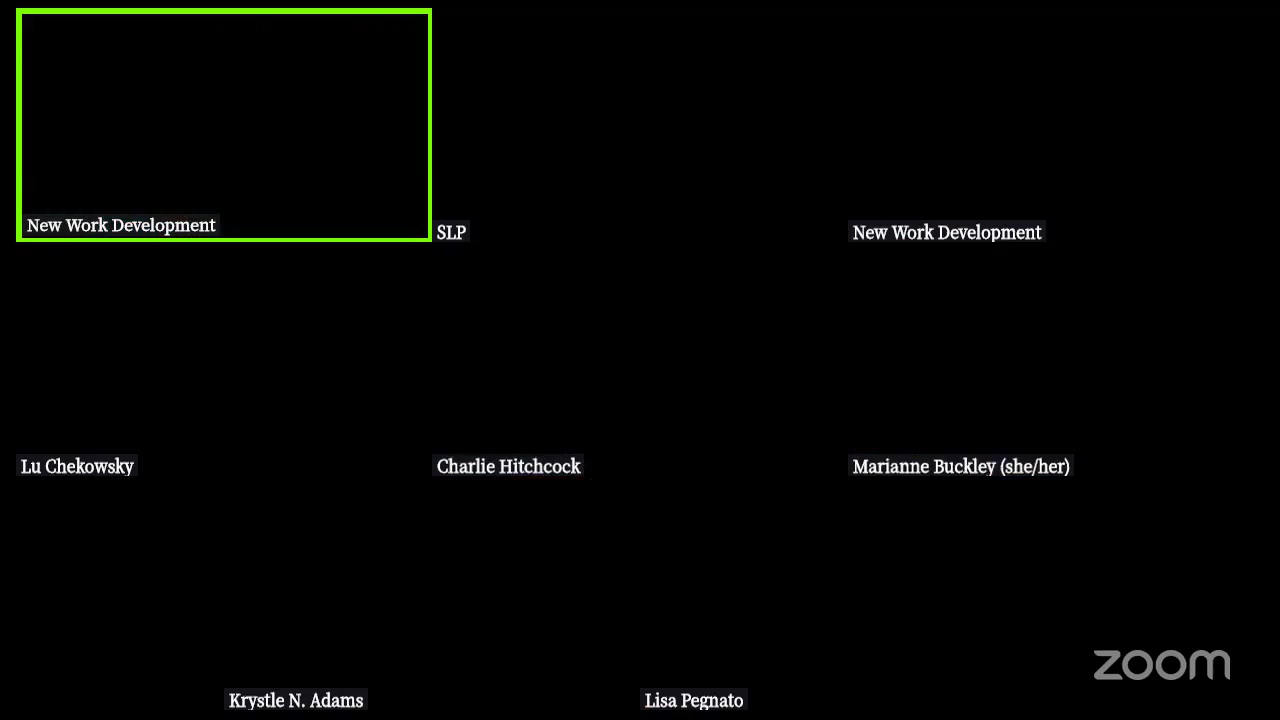 New Work Development
SLP
New Work Development
Lu Chekowsky
Charlie Hitchcock
Marianne Buckley (she/her)
zoom
Krystle N. Adams
Lisa Pegnato